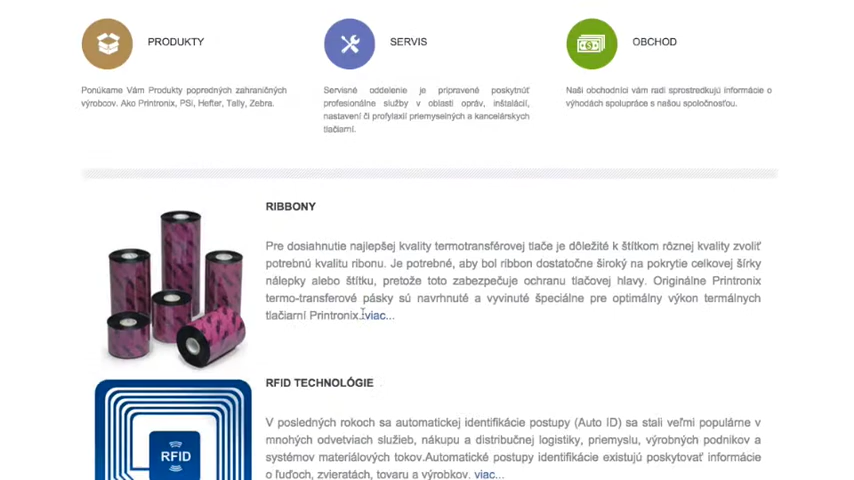 PRODUKTY
Ponúkame Vám Produkty popredných zahraničných
výrobcov. Ako Printronix, PSi, Hefter, Tally, Zebra.
SERVIS
Servisné oddelenie je pripravené poskytnúť
profesionálne služby v oblasti opráv, inštalácií,
nastavení či profylaxií priemyselných a kancelárskych
tlačiarní.
OBCHOD
Naši obchodníci vám radi sprostredkujú informácie o
výhodách spolupráce s našou spoločnosťou.
RIBBONY
Pre dosiahnutie najlepšej kvality termotransférovej tlače je dôležité k štítkom rôznej kvality zvoliť
potrebnú kvalitu ribonu. Je potrebné, aby bol ribbon dostatočne široký na pokrytie celkovej šírky
nálepky alebo štítku, pretože toto zabezpečuje ochranu tlačovej hlavy. Originálne Printronix
termo-transferové pásky sú navrhnuté a vyvinuté špeciálne pre optimálny výkon termálnych
tlačiarní Printronix.viac...
RFID TECHNOLÓGIE
V posledných rokoch sa automatickej identifikácie postupy (Auto ID) sa stali veľmi populárne v
mnohých odvetviach služieb, nákupu a distribučnej logistiky, priemyslu, výrobných podnikov a
systémov materiálových tokov.Automatické postupy identifikácie existujú poskytovať informácie
o ľuďoch, zvieratách, tovaru a výrobkov. viac...
RFID